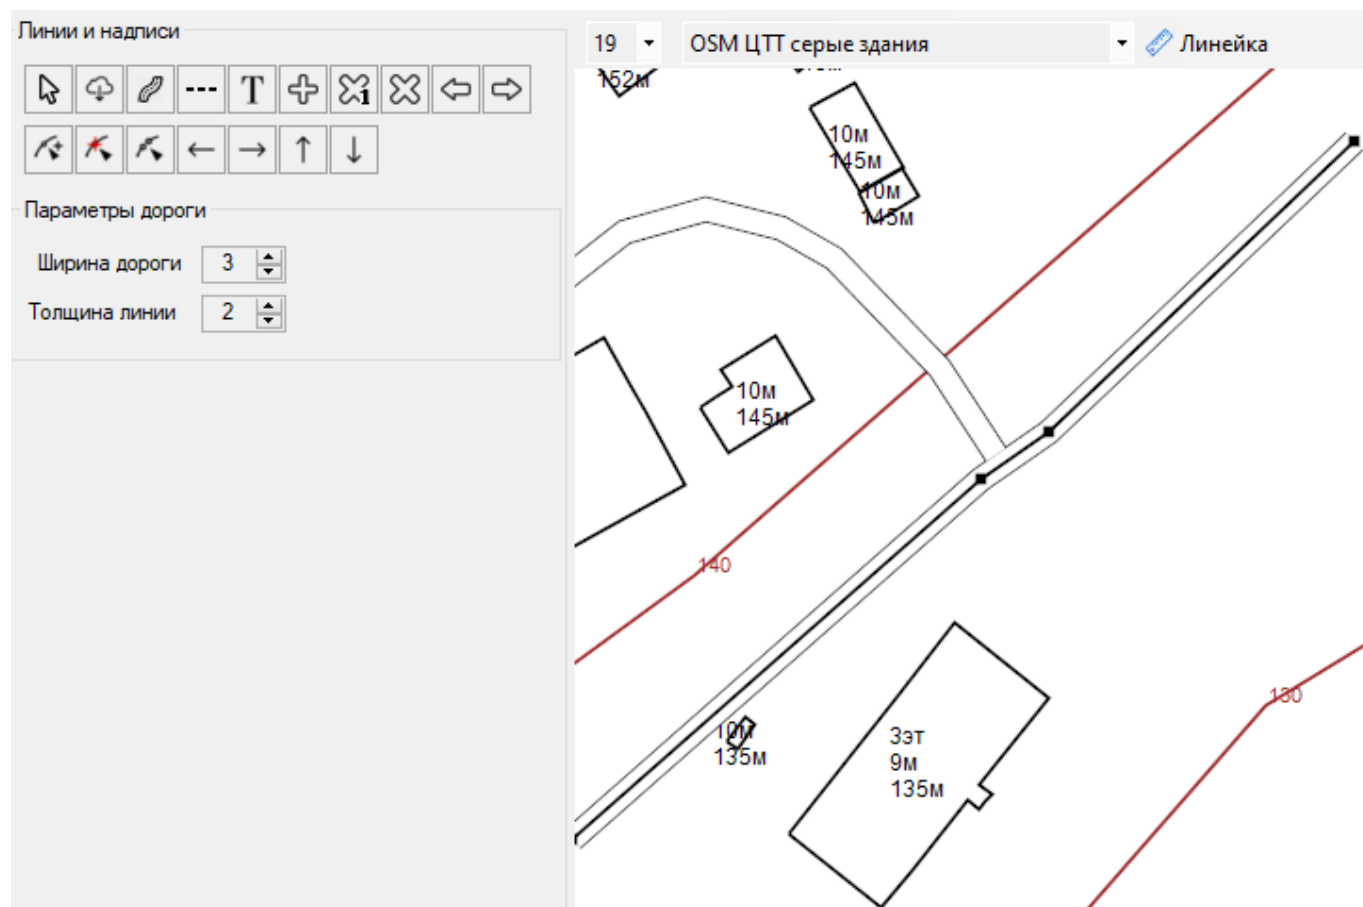 Линии и надписи
19
OSM ЦТТ серые здания
Линейка
T
Параметры дороги
Ширина дороги
3
Толщина линии
2
152м
10м
145м
10м
145м
10м
145м
140
130
10м
135м
3эт
9м
135м